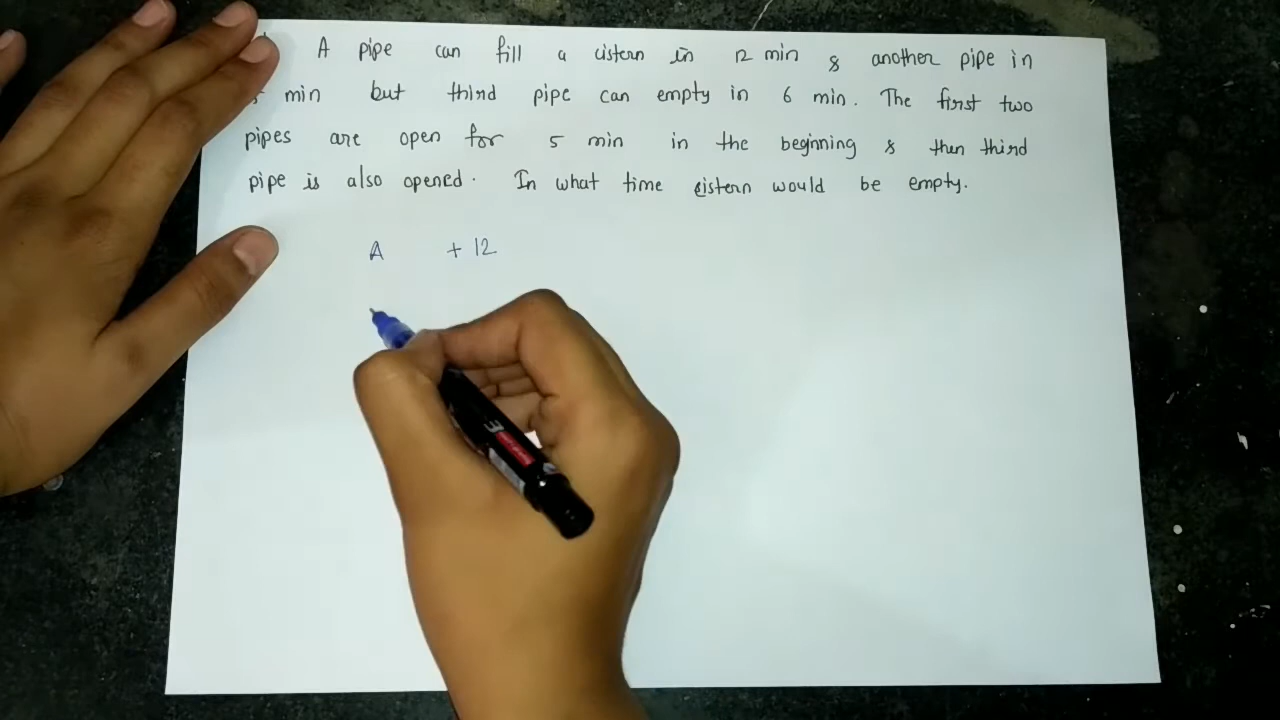 A pipe can fill a cistern in 12 min & another pipe in
min but third pipe can empty in 6 min. The first two
pipes are open for 5 min in the beginning & then third
pipe is also opened. In what time cistern would be empty.
A + 12